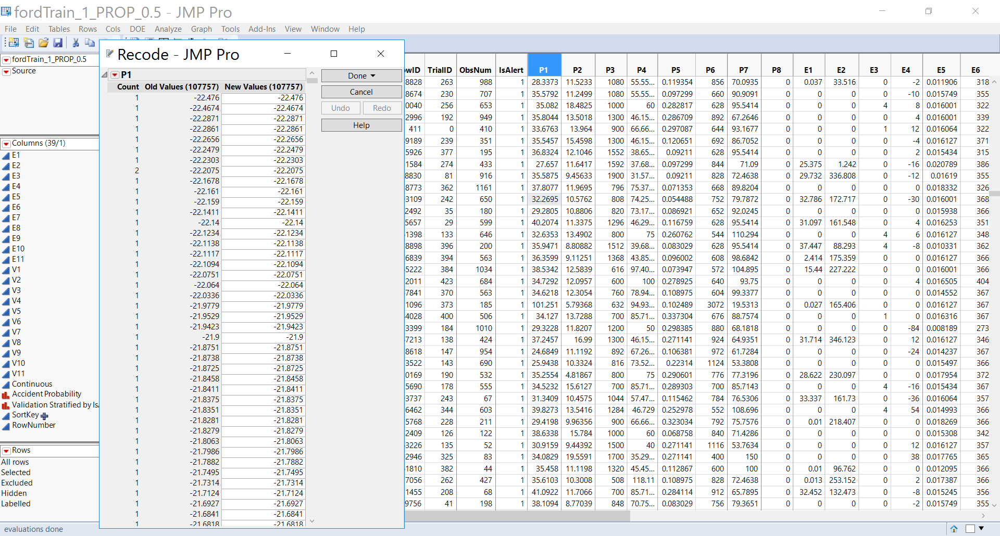 fordTrain_1_PROP_0.5 - JMP Pro
File Edit Tables Rows Cols DOE Analyze Graph Tools Add-Ins View Window Help
fordTrain_1_PROP_0.5
Source
Columns (39/1)
E1
E2
E3
E4
E5
E6
E7
E8
E9
E10
E11
V1
V2
V3
V4
V5
V6
V7
V8
V9
V10
V11
Continuous
Accident Probability
Validation Stratified by Is
SortKey
RowNumber
Rows
All rows
Selected
Excluded
Hidden
Labelled
evaluations done
Recode - JMP Pro
P1
Count Old Values (107757) New Values (107757)
1 -22.476 -22.476
1 -22.4674 -22.4674
1 -22.2871 -22.2871
1 -22.2861 -22.2861
1 -22.2656 -22.2656
1 -22.2479 -22.2479
1 -22.2303 -22.2303
2 -22.2075 -22.2075
1 -22.1678 -22.1678
1 -22.161 -22.161
1 -22.159 -22.159
1 -22.1411 -22.1411
1 -22.14 -22.14
1 -22.1234 -22.1234
1 -22.1138 -22.1138
1 -22.1117 -22.1117
1 -22.1094 -22.1094
1 -22.0751 -22.0751
1 -22.064 -22.064
1 -22.0336 -22.0336
1 -21.9779 -21.9779
1 -21.9529 -21.9529
1 -21.9423 -21.9423
1 -21.9 -21.9
1 -21.8751 -21.8751
1 -21.8738 -21.8738
1 -21.8725 -21.8725
1 -21.8458 -21.8458
1 -21.8411 -21.8411
1 -21.8375 -21.8375
1 -21.8351 -21.8351
1 -21.8281 -21.8281
1 -21.8279 -21.8279
1 -21.8063 -21.8063
1 -21.7986 -21.7986
1 -21.7882 -21.7882
1 -21.7495 -21.7495
1 -21.7314 -21.7314
1 -21.7124 -21.7124
1 -21.6927 -21.6927
1 -21.6841 -21.6841
1 -21.6818 -21.6818
Done
Cancel
Undo Redo
Help
wID TrialID ObsNum IsAlert P1 P2 P3 P4 P5 P6 P7 P8 E1 E2 E3 E4 E5 E6
8828 263 988 1 28.3373 11.5233 1080 55.55... 0.119354 856 70.0935 0 0.037 33.516 0 -2 0.011906 318
8674 230 707 1 35.5792 11.2499 1080 55.55... 0.097299 660 90.9091 0 0 0 0 -10 0.015749 355
0040 256 653 1 35.082 18.4825 1000 60 0.282817 628 95.5414 0 0 0 4 8 0.016001 322
2996 192 949 1 35.8044 13.5018 1300 46.15... 0.286709 892 67.2646 0 0 0 0 4 0.016001 339
411 0 410 1 33.6763 13.964 900 66.66... 0.297087 644 93.1677 0 0 0 1 12 0.016064 322
9189 239 351 1 35.5457 15.4598 1300 46.15... 0.120651 692 86.7052 0 0 0 0 -4 0.016127 371
5926 377 195 1 36.8324 12.1046 1552 38.65... 0.09211 628 95.5414 0 0 0 0 2 0.015434 315
1584 274 433 1 27.657 11.6417 1592 37.68... 0.097299 844 71.09 0 25.375 1.242 0 -16 0.020789 386
8830 81 916 1 35.5875 9.45633 1900 31.57... 0.09211 828 72.4638 0 29.732 336.808 0 -12 0.01619 355
8773 362 1161 1 37.8077 11.9695 796 75.37... 0.071353 668 89.8204 0 0 0 0 0 0.018332 326
3109 242 650 1 32.2695 10.5762 808 74.25... 0.054488 752 79.7872 0 32.786 172.717 0 -30 0.016001 368
2492 35 180 1 29.2805 10.8806 820 73.17... 0.086921 652 92.0245 0 0 0 0 0 0.015938 366
5657 29 599 1 40.2074 11.3375 1296 46.29... 0.116759 628 95.5414 0 31.097 161.548 0 4 0.016253 351
1398 133 646 1 32.6353 13.4902 800 75 0.260762 544 110.294 0 0 0 4 6 0.016127 348
8898 396 200 1 35.9471 8.80882 1512 39.68... 0.083029 628 95.5414 0 37.447 88.293 4 -8 0.010331 362
6839 394 563 1 36.3599 9.11251 1368 43.85... 0.096002 608 98.6842 0 2.414 175.359 0 0 0.016127 366
5222 384 1034 1 38.5342 12.5839 616 97.40... 0.073947 572 104.895 0 15.44 227.222 0 0 0.016001 366
2011 423 684 1 34.7292 12.0957 600 100 0.278925 640 93.75 0 0 0 0 4 0.016505 404
7841 370 563 1 34.6218 12.3054 760 78.94... 0.108975 604 99.3377 0 0 0 0 0 0.014552 367
1096 373 185 1 101.251 5.79368 632 94.93... 0.102489 3072 19.5313 0 0.027 165.406 0 0 0.016127 367
4028 400 506 1 34.127 13.7288 700 85.71... 0.337304 676 88.7574 0 0 0 1 0 0.016316 367
3399 184 1010 1 29.3228 11.8207 1200 50 0.298385 880 68.1818 0 0 0 0 -84 0.008189 273
7213 138 424 1 37.2457 16.99 1300 46.15... 0.271141 924 64.9351 0 31.714 346.123 0 12 0.016127 346
8618 147 954 1 24.6849 11.1192 892 67.26... 0.106381 972 61.7284 0 0 0 0 -24 0.014237 367
3522 143 690 1 25.9438 10.3324 816 73.52... 0.22314 1124 53.3808 0 0 0 0 0 0.015497 366
0169 190 532 1 35.2554 4.81867 800 75 0.290601 776 77.3196 0 28.622 230.097 0 0 0.017954 372
5690 178 555 1 34.5232 15.6127 700 85.71... 0.289303 700 85.7143 0 0 0 4 -16 0.015434 367
3737 243 67 1 31.3409 10.4575 1044 57.47... 0.115462 784 76.5306 0 33.337 161.73 0 -36 0.016064 357
6462 344 603 1 39.8273 13.5416 1284 46.729 0.252978 552 108.696 0 0 0 4 54 0.014993 366
5768 228 211 1 29.4198 9.96356 900 66.66... 0.323034 792 75.7576 0 0.01 218.407 0 0 0.018269 366
2409 126 122 1 38.6338 15.784 1000 60 0.068758 840 71.4286 0 0 0 0 0 0.015308 342
3226 135 52 1 30.9159 9.44392 1500 40 0.271141 1116 53.7634 0 0 0 0 12 0.016127 357
2946 325 83 1 34.0829 19.5591 1700 35.29... 0.271141 400 150 0 0 0 0 38 0.017765 365
1810 382 44 1 35.458 11.1198 1320 45.45... 0.112867 600 100 0 0.01 96.762 0 0 0.012095 366
7056 262 427 1 35.6103 10.3008 508 118.11 0.108975 828 72.4638 0 0.013 253.152 0 2 0.017387 366
1455 208 68 1 41.0922 11.7066 700 85.71... 0.284114 912 65.7895 0 32.452 132.473 0 -8 0.015245 356
9756 41 198 1 38.1094 8.77039 848 70.75... 0.083029 756 79.3651 0 0 0 0 -2 0.015749 355